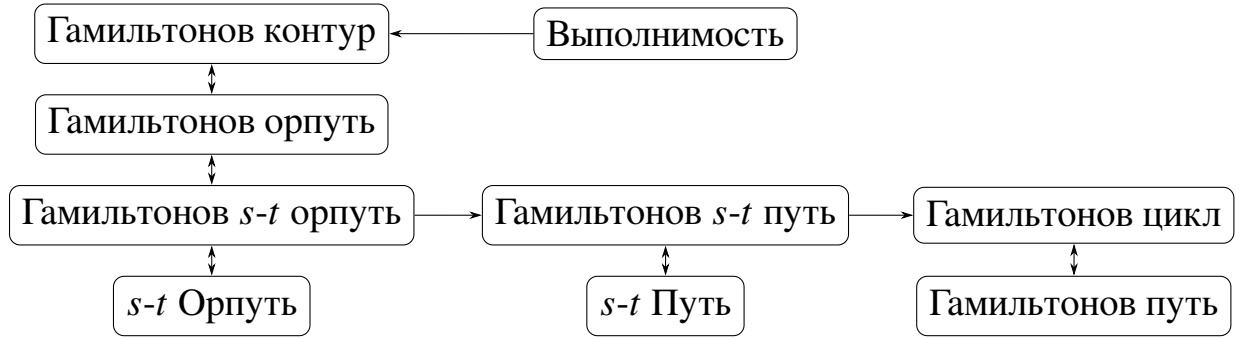 Гамильтонов контур
Выполнимость
Гамильтонов орпуть
Гамильтонов s-t орпуть
Гамильтонов s-t путь
Гамильтонов цикл
s-t Орпуть
s-t Путь
Гамильтонов путь